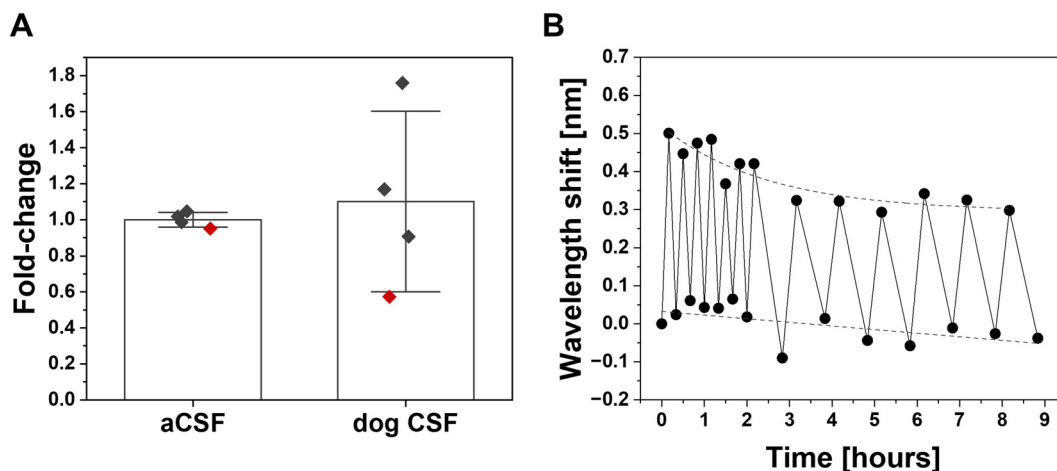 A
Fold-change
1.8
1.6
1.4
1.2
1.0
0.8
0.6
0.4
0.2
0.0
aCSF
dog CSF
B
Wavelength shift [nm]
0.7
0.6
0.5
0.4
0.3
0.2
0.1
0.0
−0.1
−0.2
0 1 2 3 4 5 6 7 8 9
Time [hours]